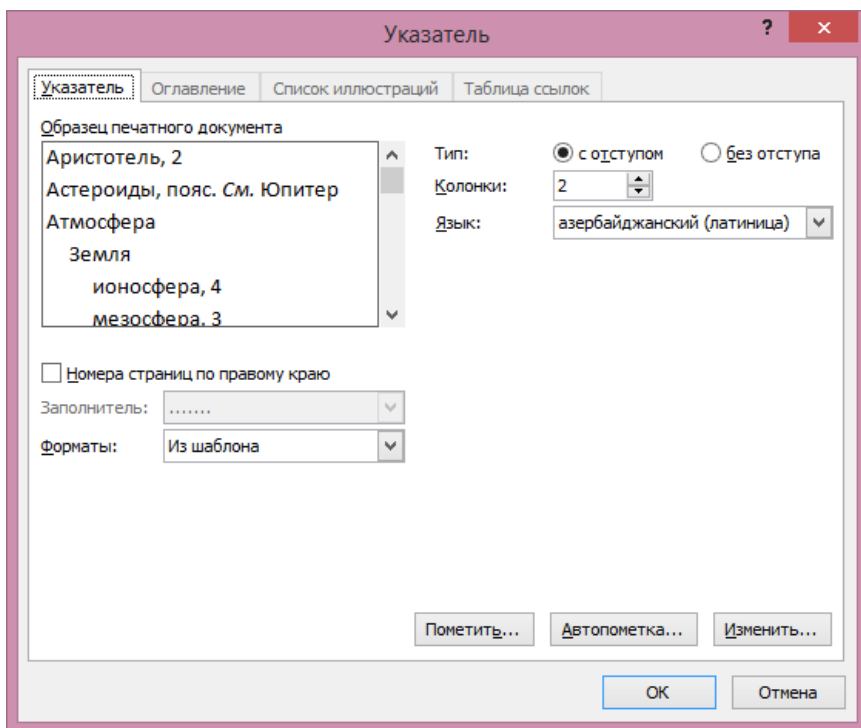 Указатель
?
Указатель Оглавление Список иллюстраций Таблица ссылок
Образец печатного документа
Аристотель, 2
Астероиды, пояс. См. Юпитер
Атмосфера
Земля
ионосфера, 4
мезосфера, 3
Тип: с отступом без отступа
Колонки: 2
Язык: азербайджанский (латиница)
Номера страниц по правому краю
Заполнитель: .......
Форматы: Из шаблона
Пометить... Автопометка... Изменить...
ОК Отмена